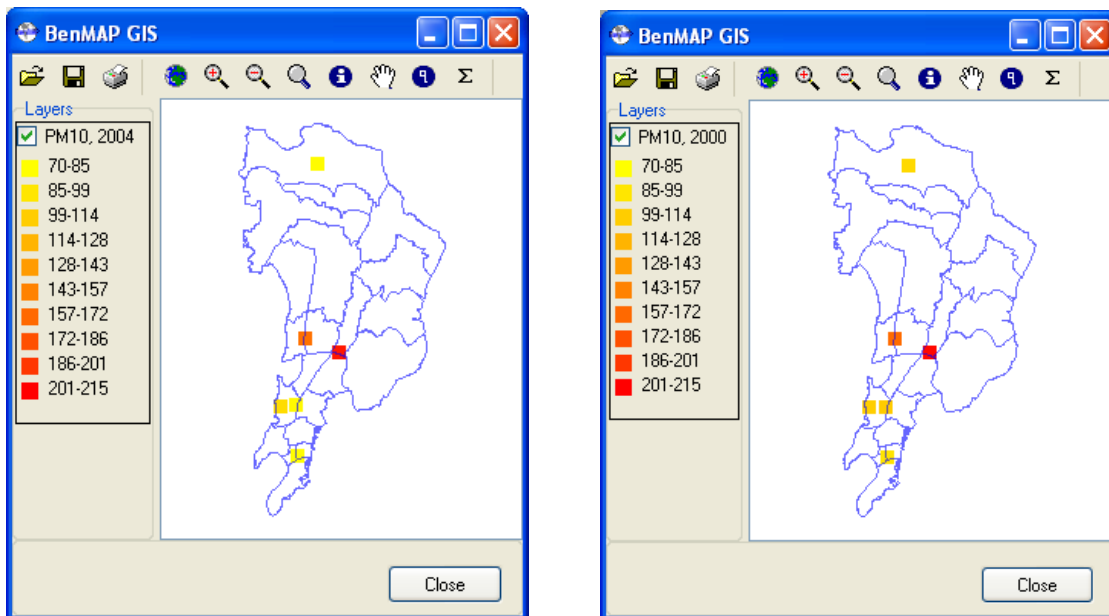 BenMAP GIS
Layers
PM10, 2004
70-85
85-99
99-114
114-128
128-143
143-157
157-172
172-186
186-201
201-215
Close
BenMAP GIS
Layers
PM10, 2000
70-85
85-99
99-114
114-128
128-143
143-157
157-172
172-186
186-201
201-215
Close